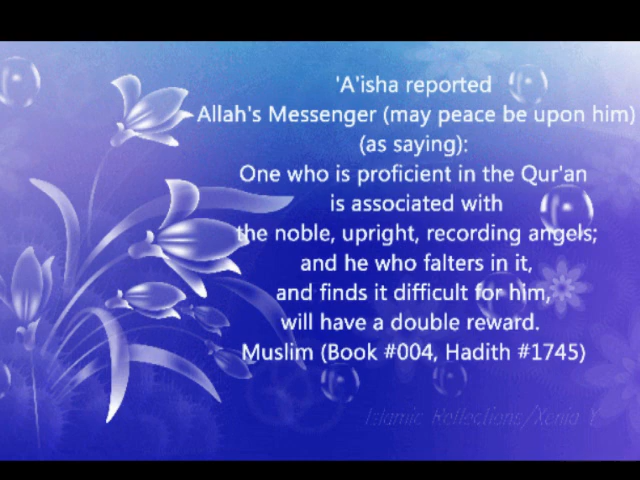 'A'isha reported
Allah's Messenger (may peace be upon him)
(as saying):
One who is proficient in the Qur'an
is associated with
the noble, upright, recording angels;
and he who falters in it,
and finds it difficult for him,
will have a double reward.
Muslim (Book #004, Hadith #1745)
Islamic Reflections/Xenia Y